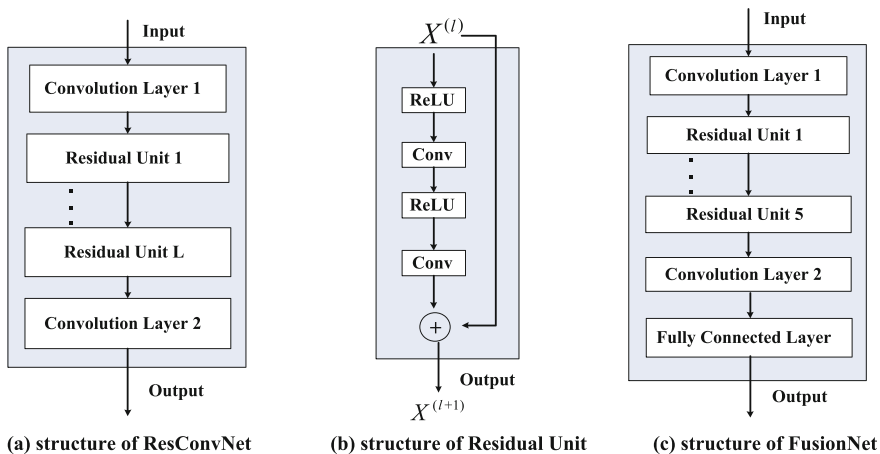 Input
Convolution Layer 1
Residual Unit 1
Residual Unit L
Convolution Layer 2
Output
(a) structure of ResConvNet
X^{(l)}
ReLU
Conv
ReLU
Conv
+
Output
X^{(l+1)}
(b) structure of Residual Unit
Input
Convolution Layer 1
Residual Unit 1
Residual Unit 5
Convolution Layer 2
Fully Connected Layer
Output
(c) structure of FusionNet